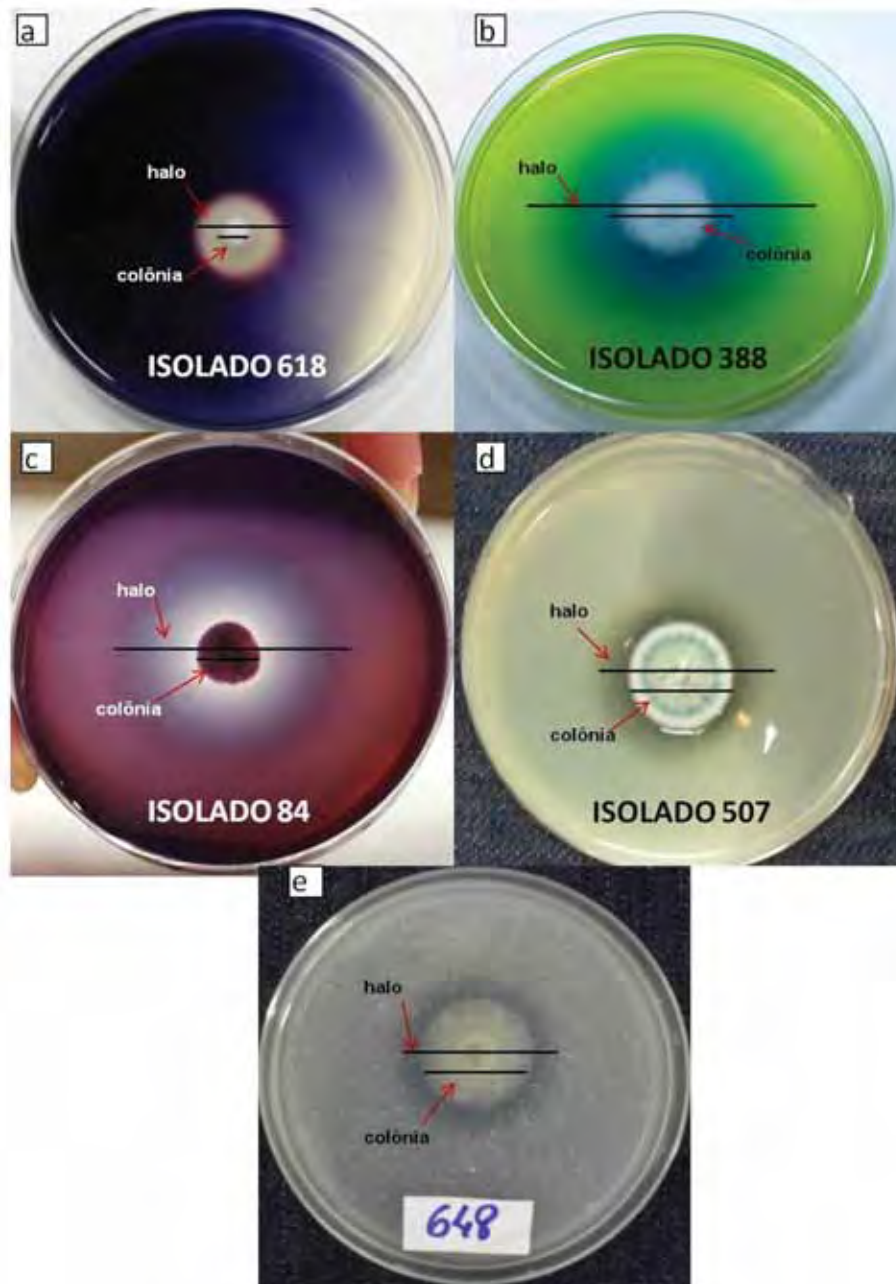 a
halo
colônia
ISOLADO 618
b
halo
colônia
ISOLADO 388
c
halo
colônia
ISOLADO 84
d
halo
colônia
ISOLADO 507
e
halo
colônia
648